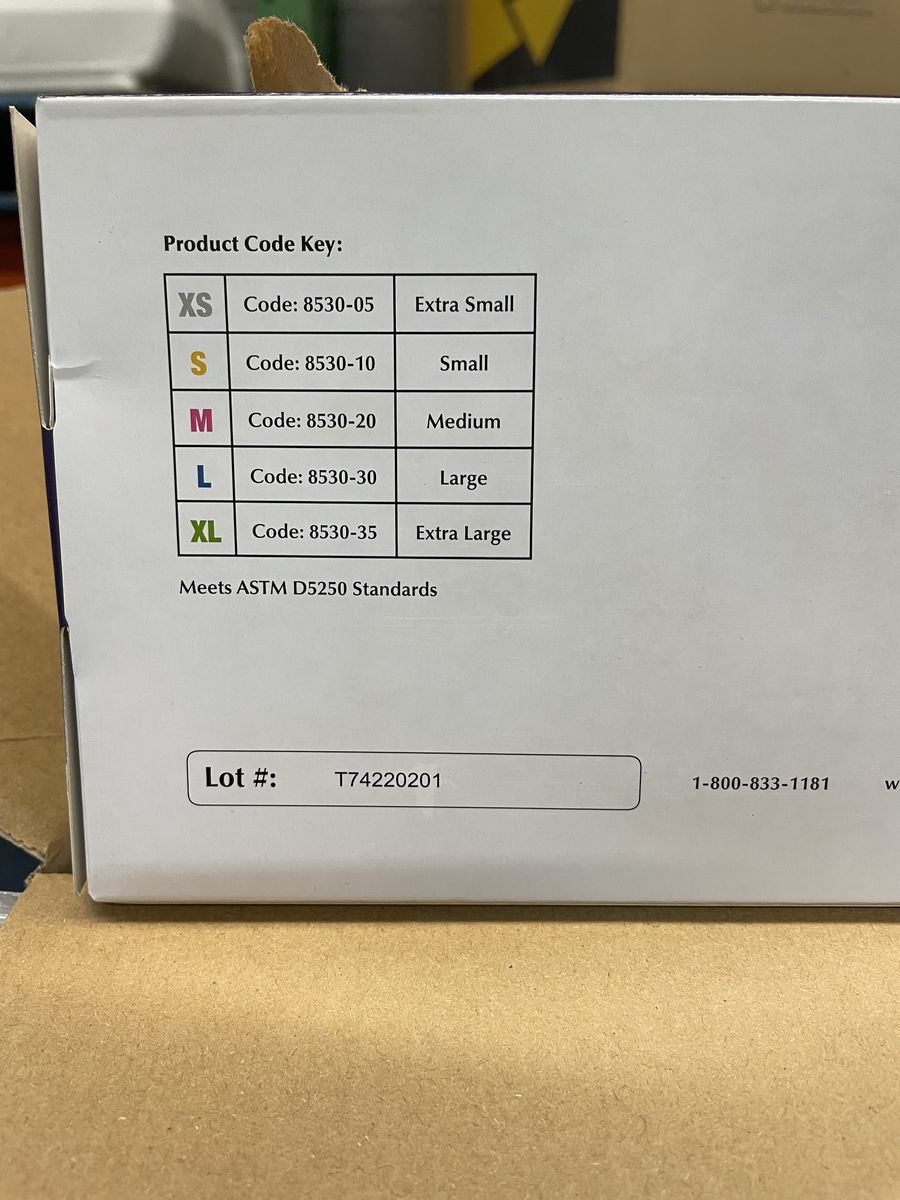 Product Code Key:
XS Code: 8530-05 Extra Small
S Code: 8530-10 Small
M Code: 8530-20 Medium
L Code: 8530-30 Large
XL Code: 8530-35 Extra Large
Meets ASTM D5250 Standards
Lot #: T74220201 1-800-833-1181